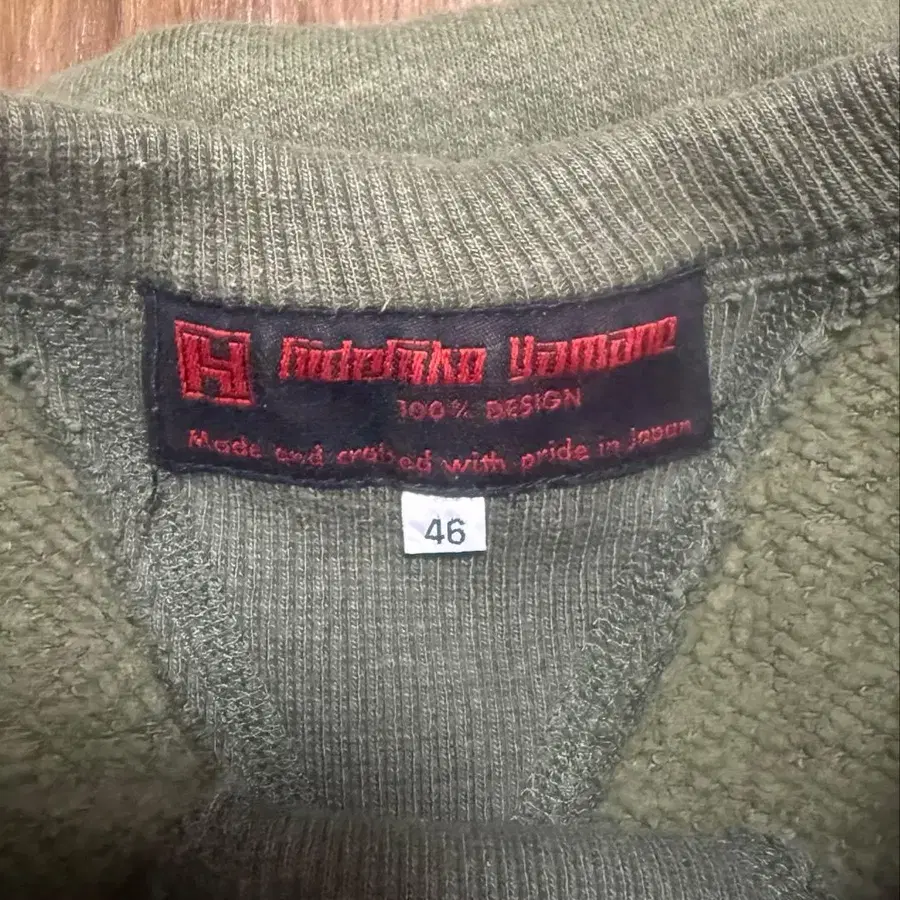 H hidehiko Yamane
100% DESIGN
Made and crafted with pride in japan
46